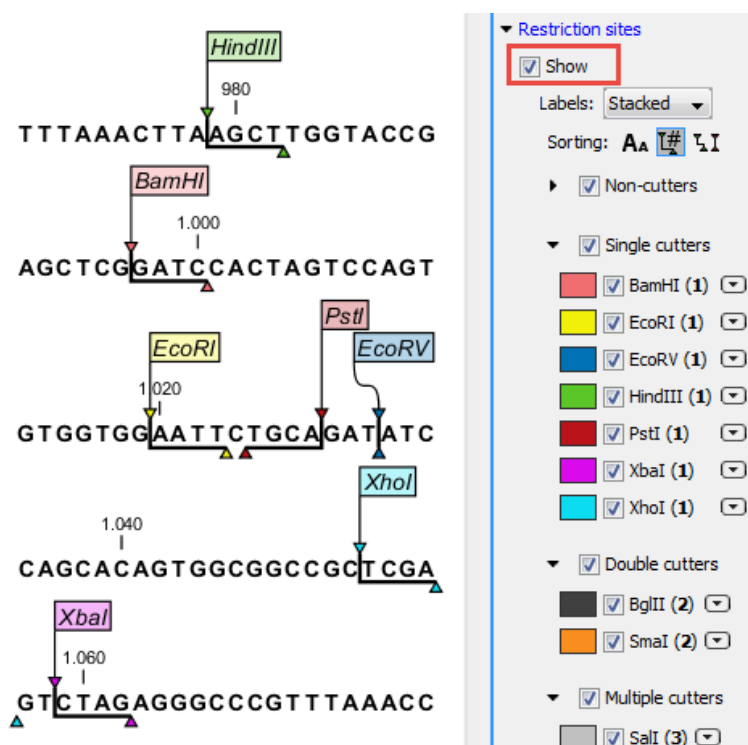 HindIII
980
TTTAAACTTAAGCTTGGTACCG
BamHI
1.000
AGCTCGGATCCACTAGTCCAGT
PstI
EcoRI
EcoRV
1.020
GTGGTGGAATTCTGCAGATATC
XhoI
1.040
CAGCACAGTGGCGGCCGCTCGA
XbaI
1.060
GTCTAGAGGGCCCGTTTAAACC
Restriction sites
Show
Labels: Stacked
Sorting: AA #
Non-cutters
Single cutters
BamHI (1)
EcoRI (1)
EcoRV (1)
HindIII (1)
PstI (1)
XbaI (1)
XhoI (1)
Double cutters
BglII (2)
SmaI (2)
Multiple cutters
SalI (3)